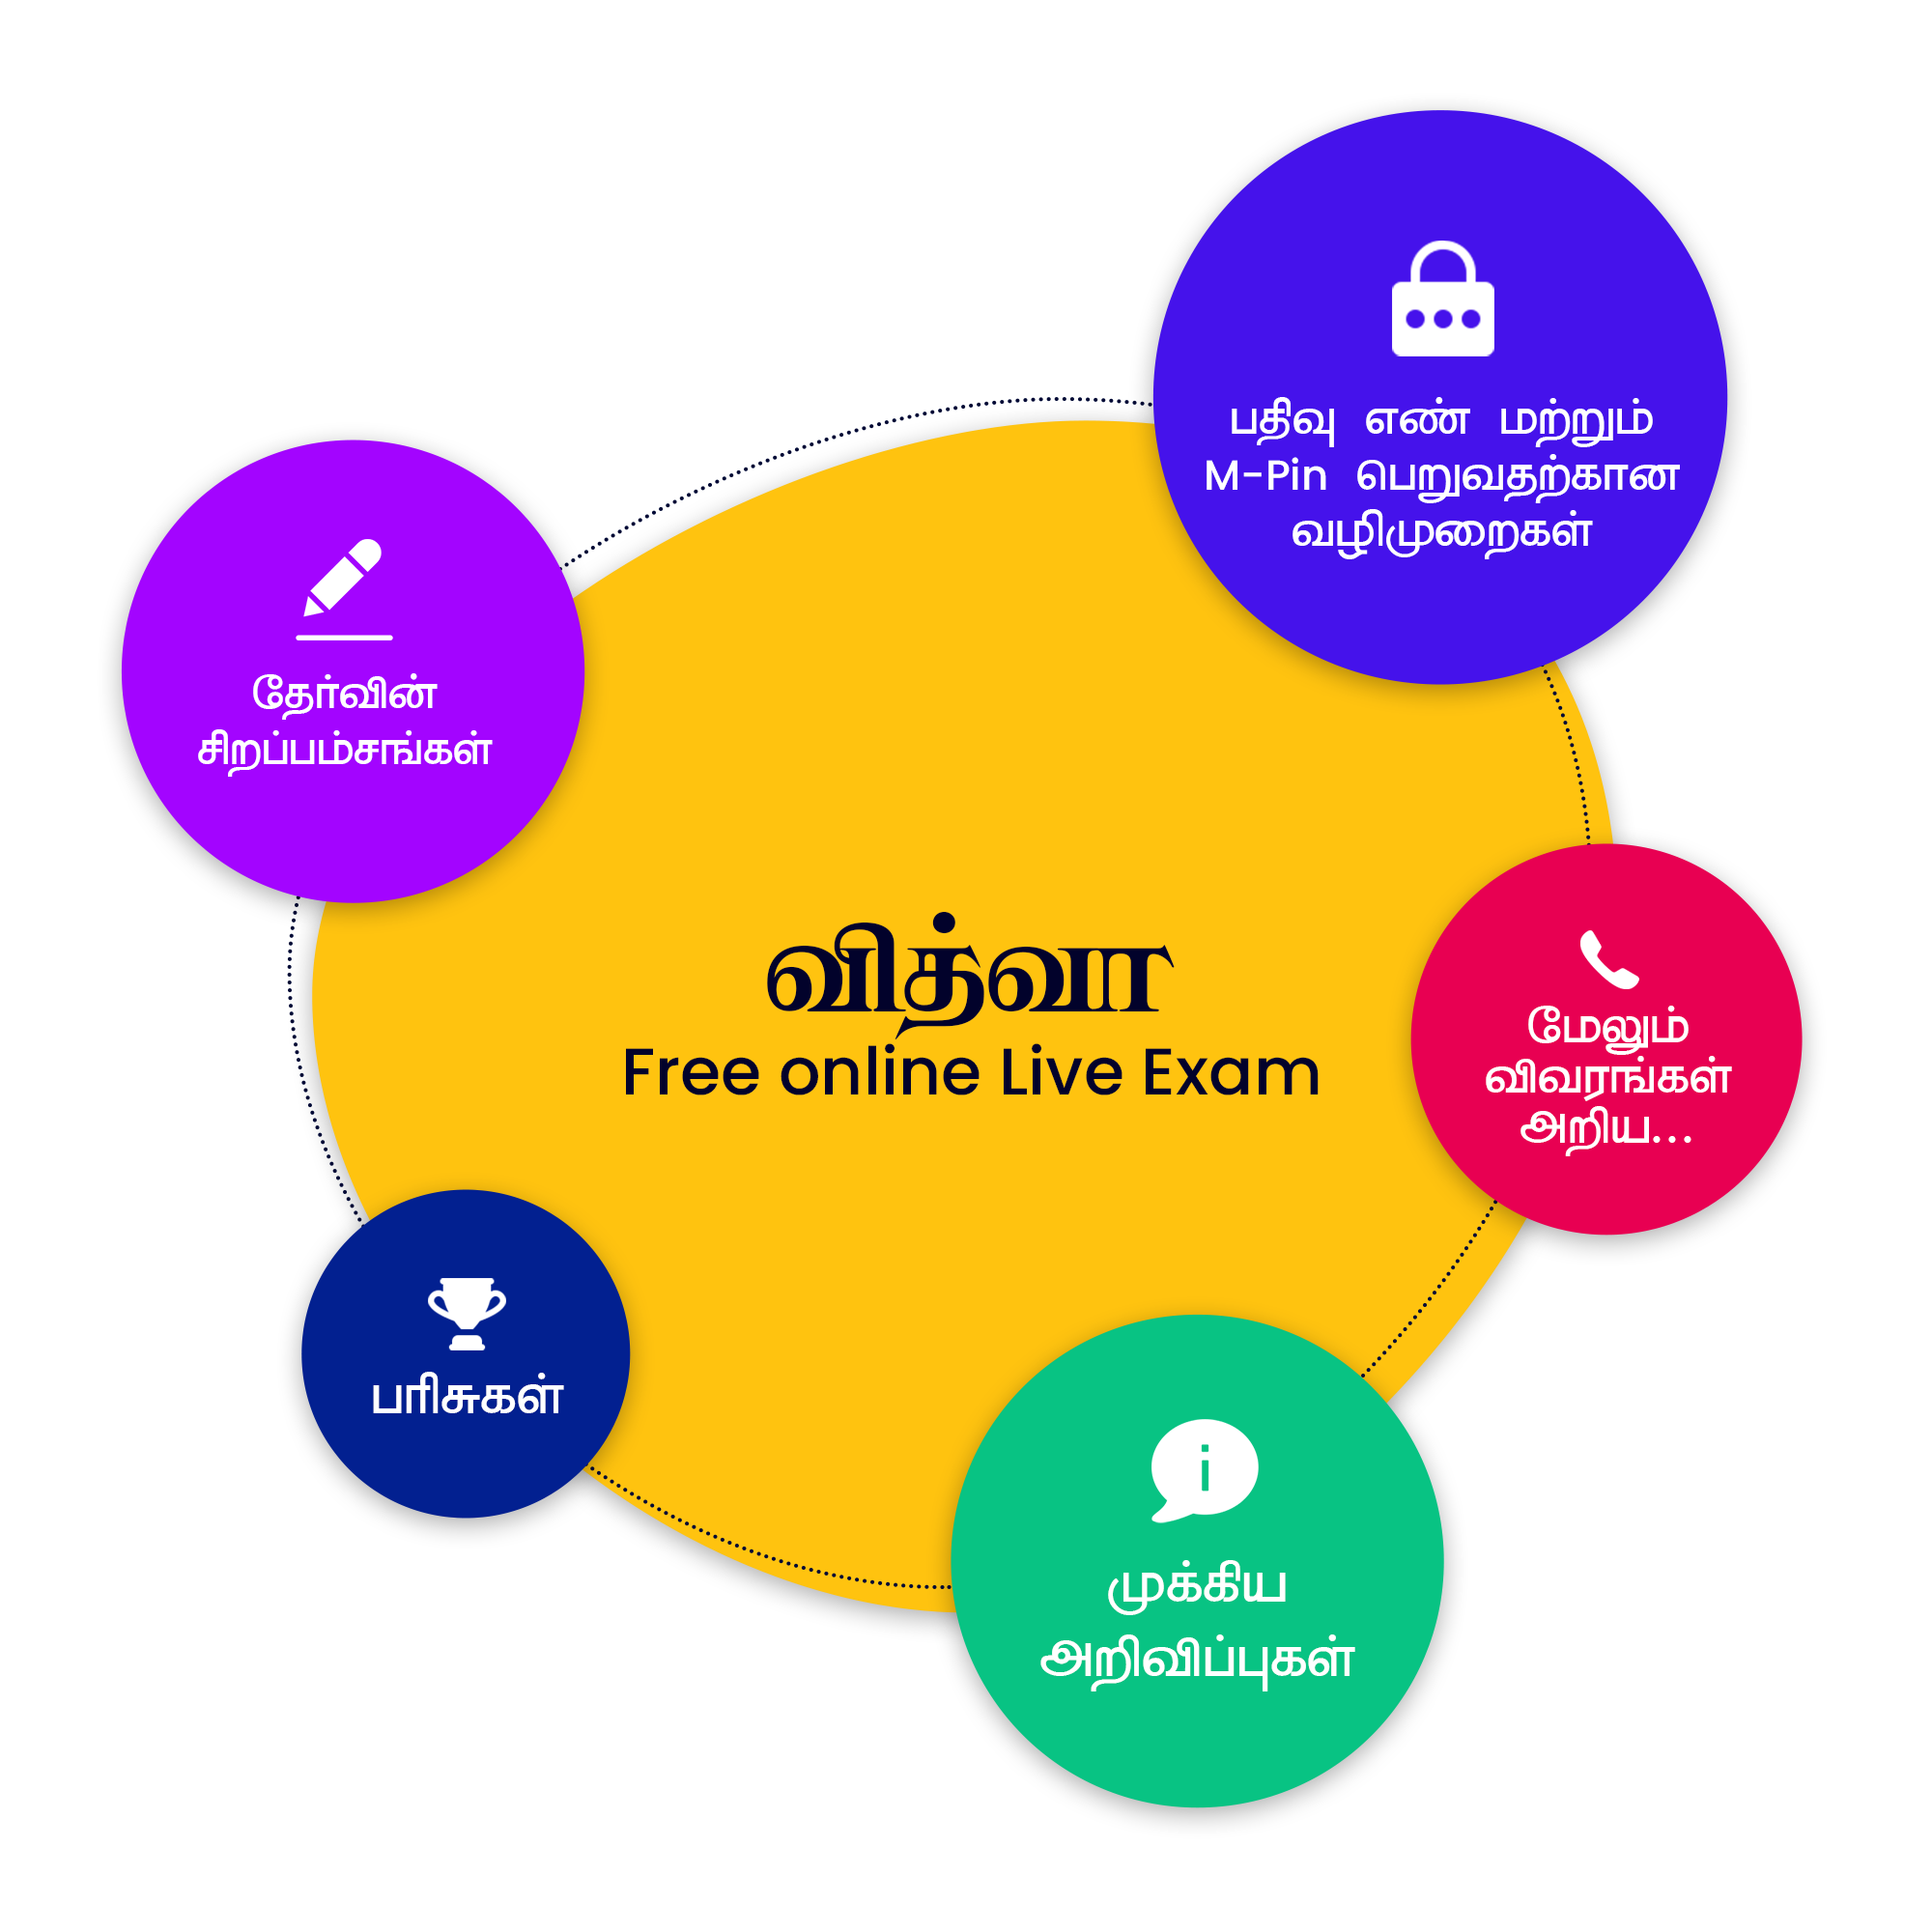 பதிவு எண் மற்றும்
M-Pin பெறுவதற்கான
வழிமுறைகள்
தேர்வின்
சிறப்பம்சங்கள்
வித்வா
Free online Live Exam
மேலும்
விவரங்கள்
அறிய...
பரிசுகள்
முக்கிய
அறிவிப்புகள்